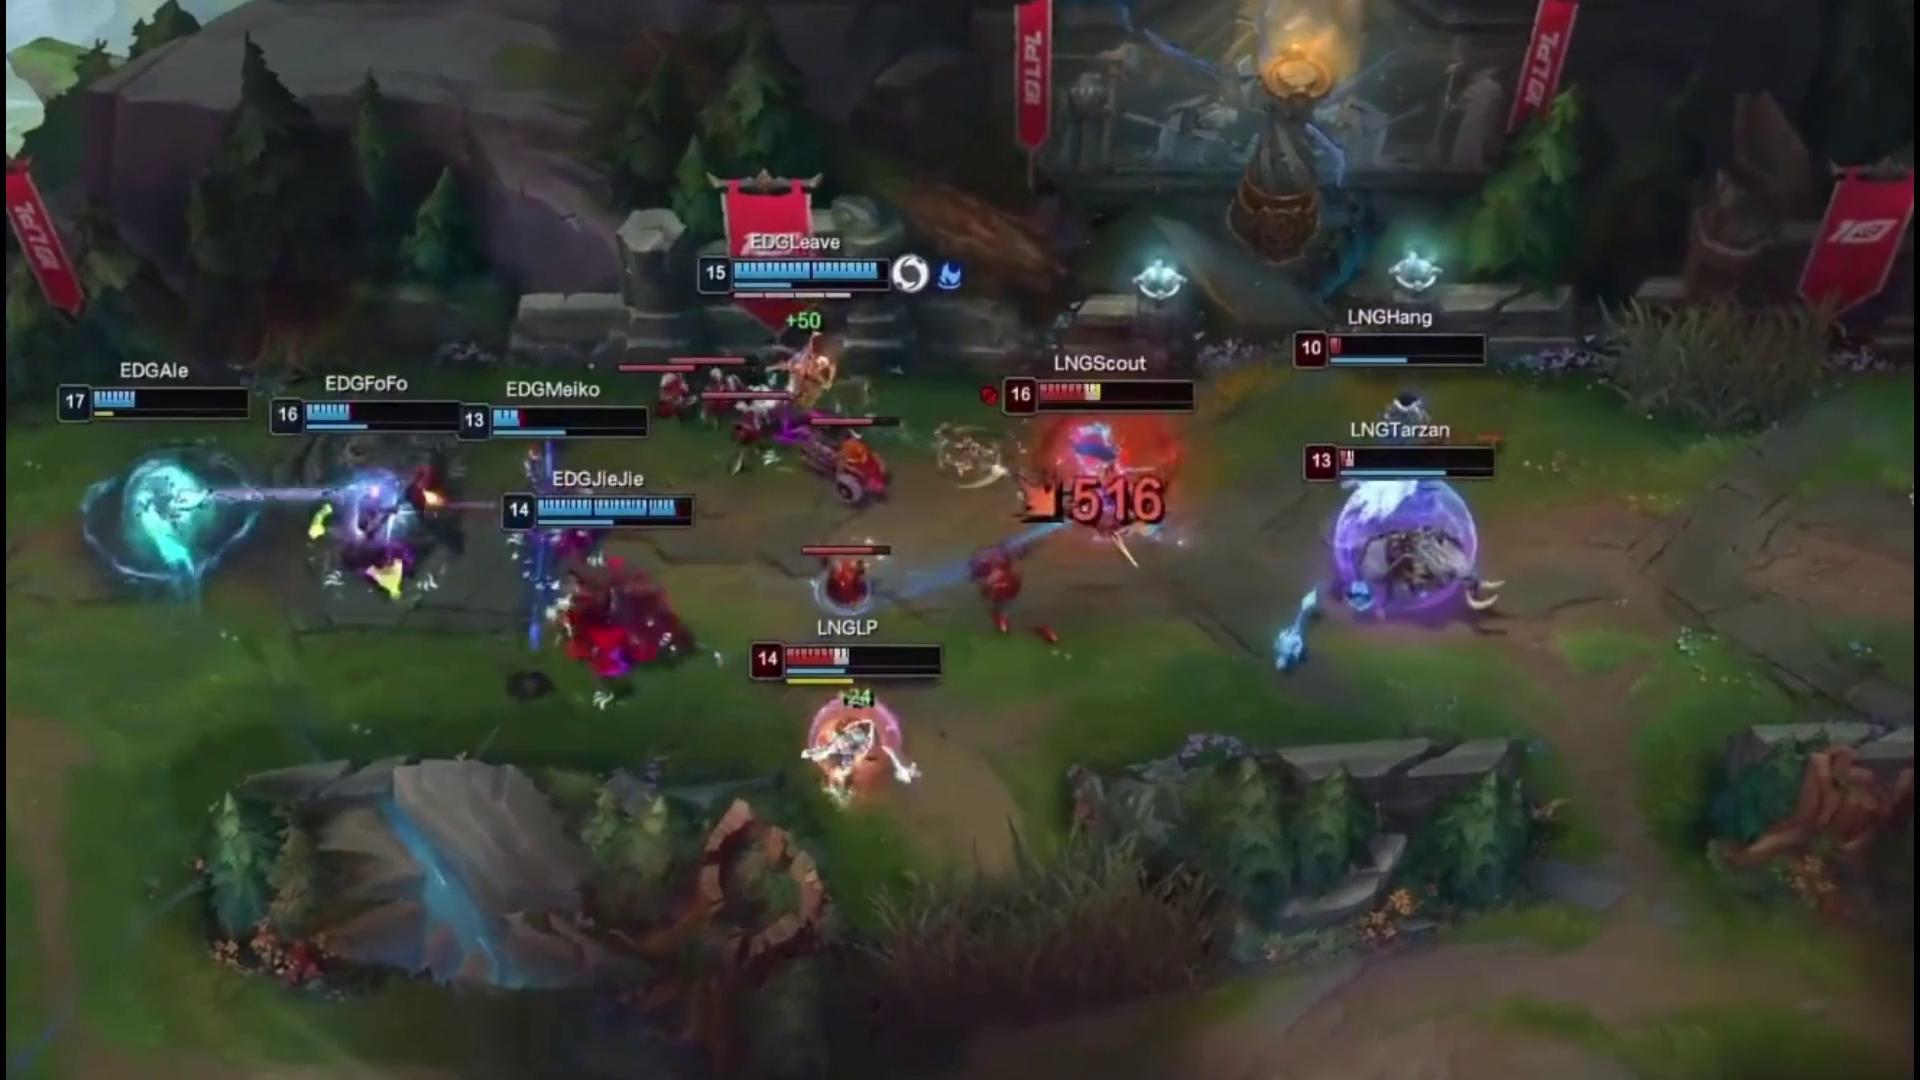 EDGLeave
15
+50
LNGHang
10
LNGScout
16
EDGAle
17
EDGFoFo
16
EDGMeiko
13
LNGTarzan
13
EDGJieJie
14
516
LNGLP
14
+24